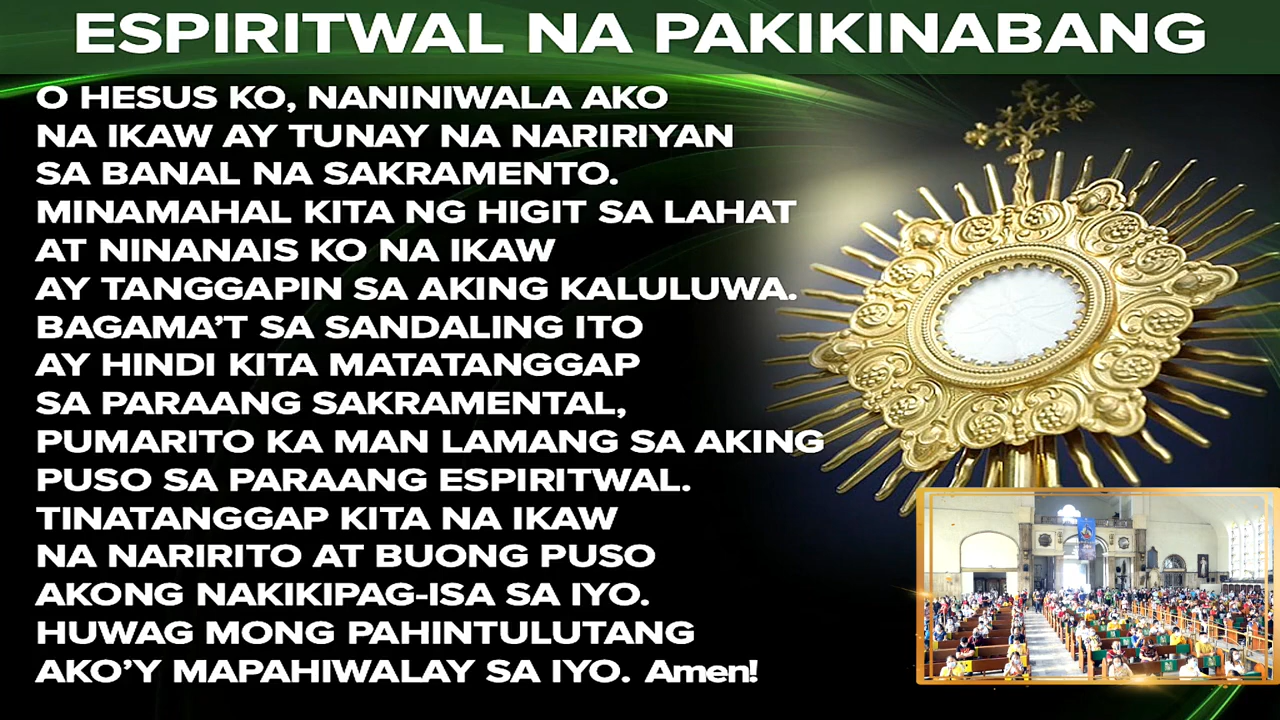 ESPIRITWAL NA PAKIKINABANG
O HESUS KO, NANINIWALA AKO
NA IKAW AY TUNAY NA NARIRIYAN
SA BANAL NA SAKRAMENTO.
MINAMAHAL KITA NG HIGIT SA LAHAT
AT NINANAIS KO NA IKAW
AY TANGGAPIN SA AKING KALULUWA.
BAGAMA’T SA SANDALING ITO
AY HINDI KITA MATATANGGAP
SA PARAANG SAKRAMENTAL,
PUMARITO KA MAN LAMANG SA AKING
PUSO SA PARAANG ESPIRITWAL.
TINATANGGAP KITA NA IKAW
NA NARIRITO AT BUONG PUSO
AKONG NAKIKIPAG-ISA SA IYO.
HUWAG MONG PAHINTULUTANG
AKO’Y MAPAHIWALAY SA IYO. Amen!